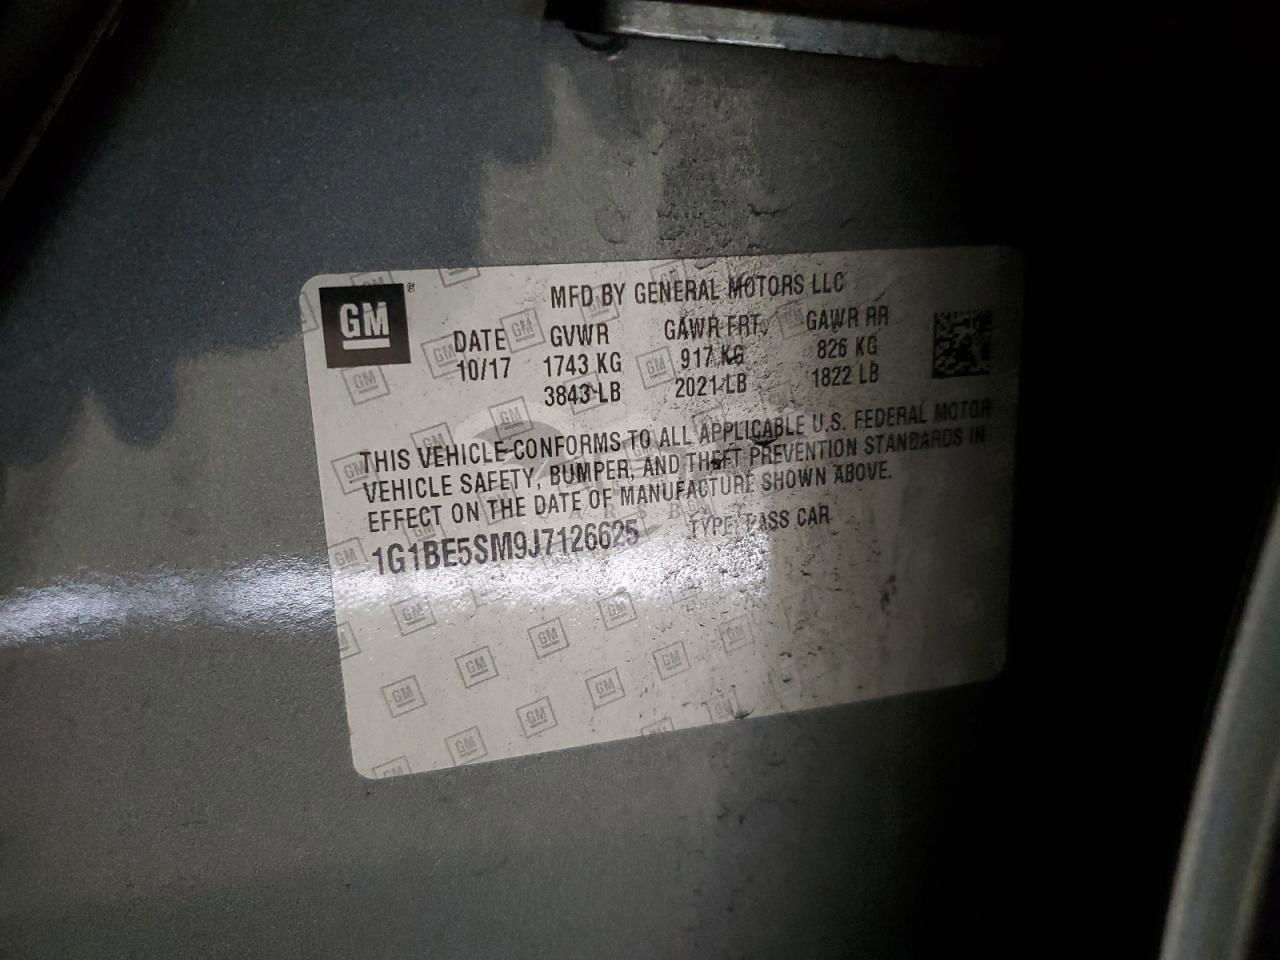 GM ®
MFD BY GENERAL MOTORS LLC
DATE GVWR GAWR FRT. GAWR RR
10/17 1743 KG 917 KG 826 KG
3843 LB 2021 LB 1822 LB
THIS VEHICLE CONFORMS TO ALL APPLICABLE U.S. FEDERAL MOTOR
VEHICLE SAFETY, BUMPER, AND THEFT PREVENTION STANDARDS IN
EFFECT ON THE DATE OF MANUFACTURE SHOWN ABOVE.
1G1BE5SM9J7126625 TYPE: PASS CAR